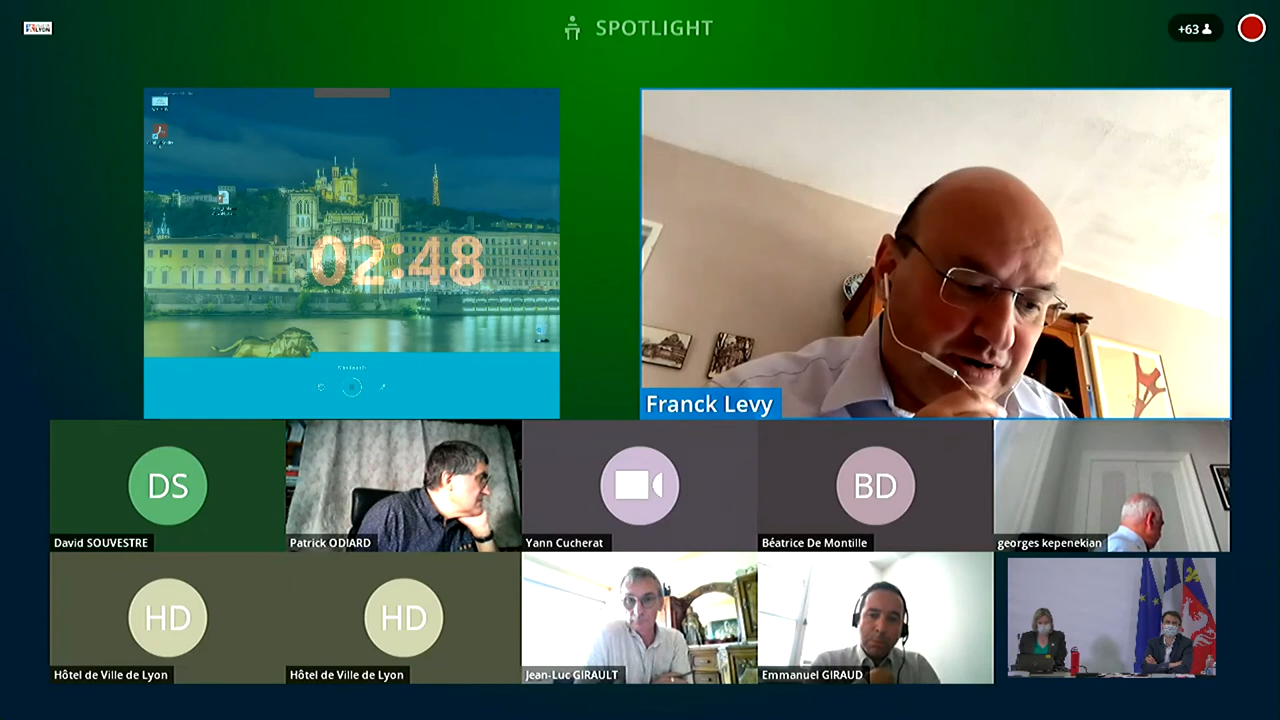 LYON
SPOTLIGHT
+63
02:48
Franck Levy
DS
BD
David SOUVESTRE
Patrick ODIARD
Yann Cucherat
Béatrice De Montille
georges kepenekian
HD
HD
Hôtel de Ville de Lyon
Hôtel de Ville de Lyon
Jean-Luc GIRAULT
Emmanuel GIRAUD